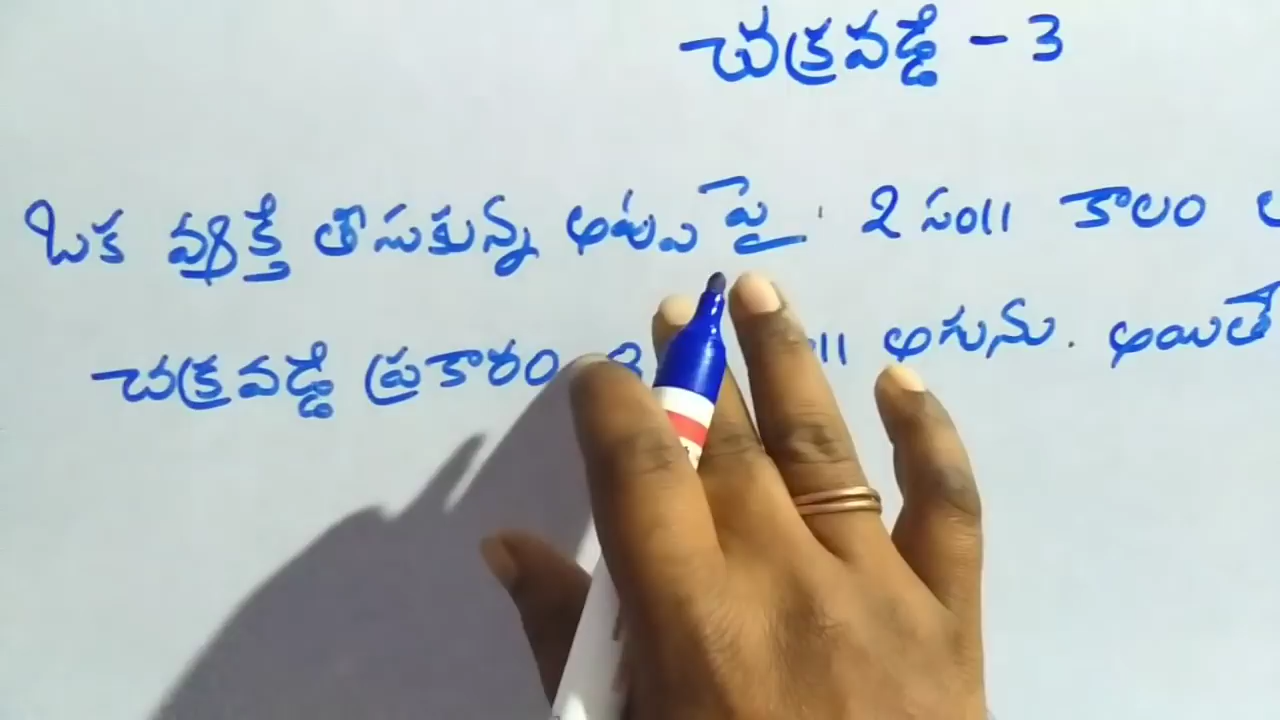 చక్రవడ్డీ - 3
ఒక వ్యక్తి తీసుకున్న అప్పు పై 2 సం॥ కాలం
చక్రవడ్డీ ప్రకారం అగును. అయితే